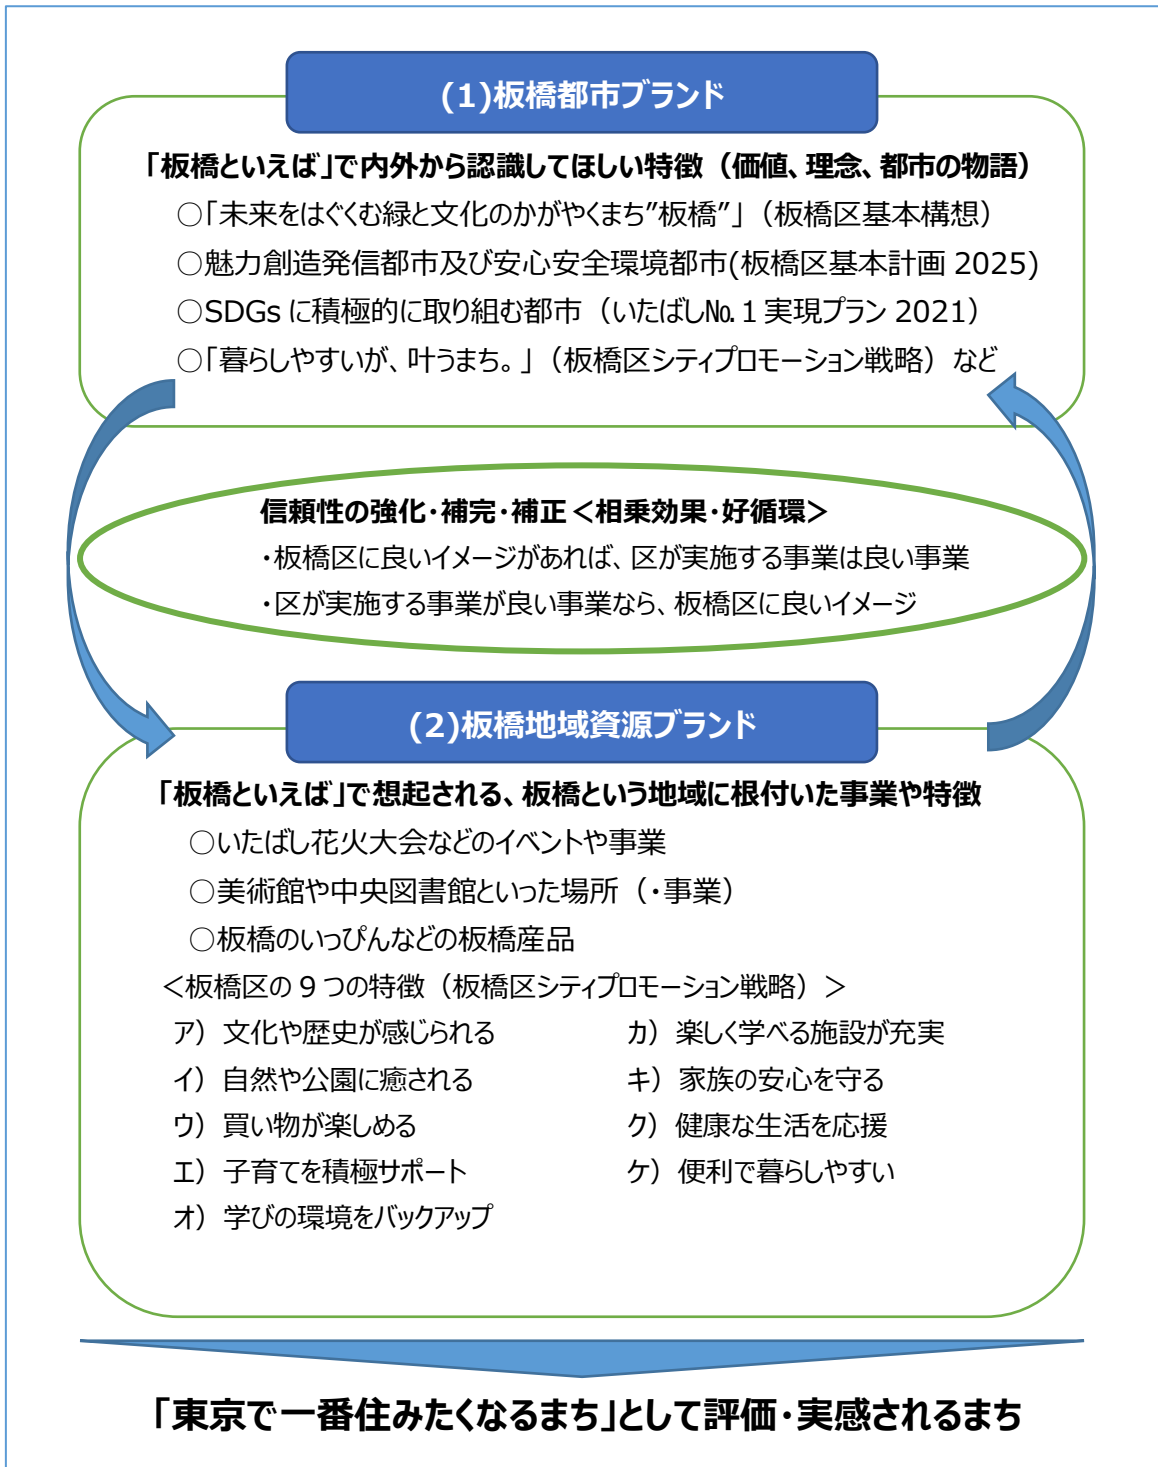 (1)板橋都市ブランド
「板橋といえば」で内外から認識してほしい特徴（価値、理念、都市の物語）
○「未来をはぐくむ緑と文化のかがやくまち"板橋"」（板橋区基本構想）
○魅力創造発信都市及び安心安全環境都市(板橋区基本計画 2025)
○SDGs に積極的に取り組む都市（いたばし№１実現プラン 2021）
○「暮らしやすいが、叶うまち。」（板橋区シティプロモーション戦略）など
信頼性の強化・補完・補正＜相乗効果・好循環＞
・板橋区に良いイメージがあれば、区が実施する事業は良い事業
・区が実施する事業が良い事業なら、板橋区に良いイメージ
(2)板橋地域資源ブランド
「板橋といえば」で想起される、板橋という地域に根付いた事業や特徴
○いたばし花火大会などのイベントや事業
○美術館や中央図書館といった場所（・事業）
○板橋のいっぴんなどの板橋産品
＜板橋区の 9 つの特徴（板橋区シティプロモーション戦略）＞
ア）文化や歴史が感じられる
イ）自然や公園に癒される
ウ）買い物が楽しめる
エ）子育てを積極サポート
オ）学びの環境をバックアップ
カ）楽しく学べる施設が充実
キ）家族の安心を守る
ク）健康な生活を応援
ケ）便利で暮らしやすい
「東京で一番住みたくなるまち」として評価・実感されるまち